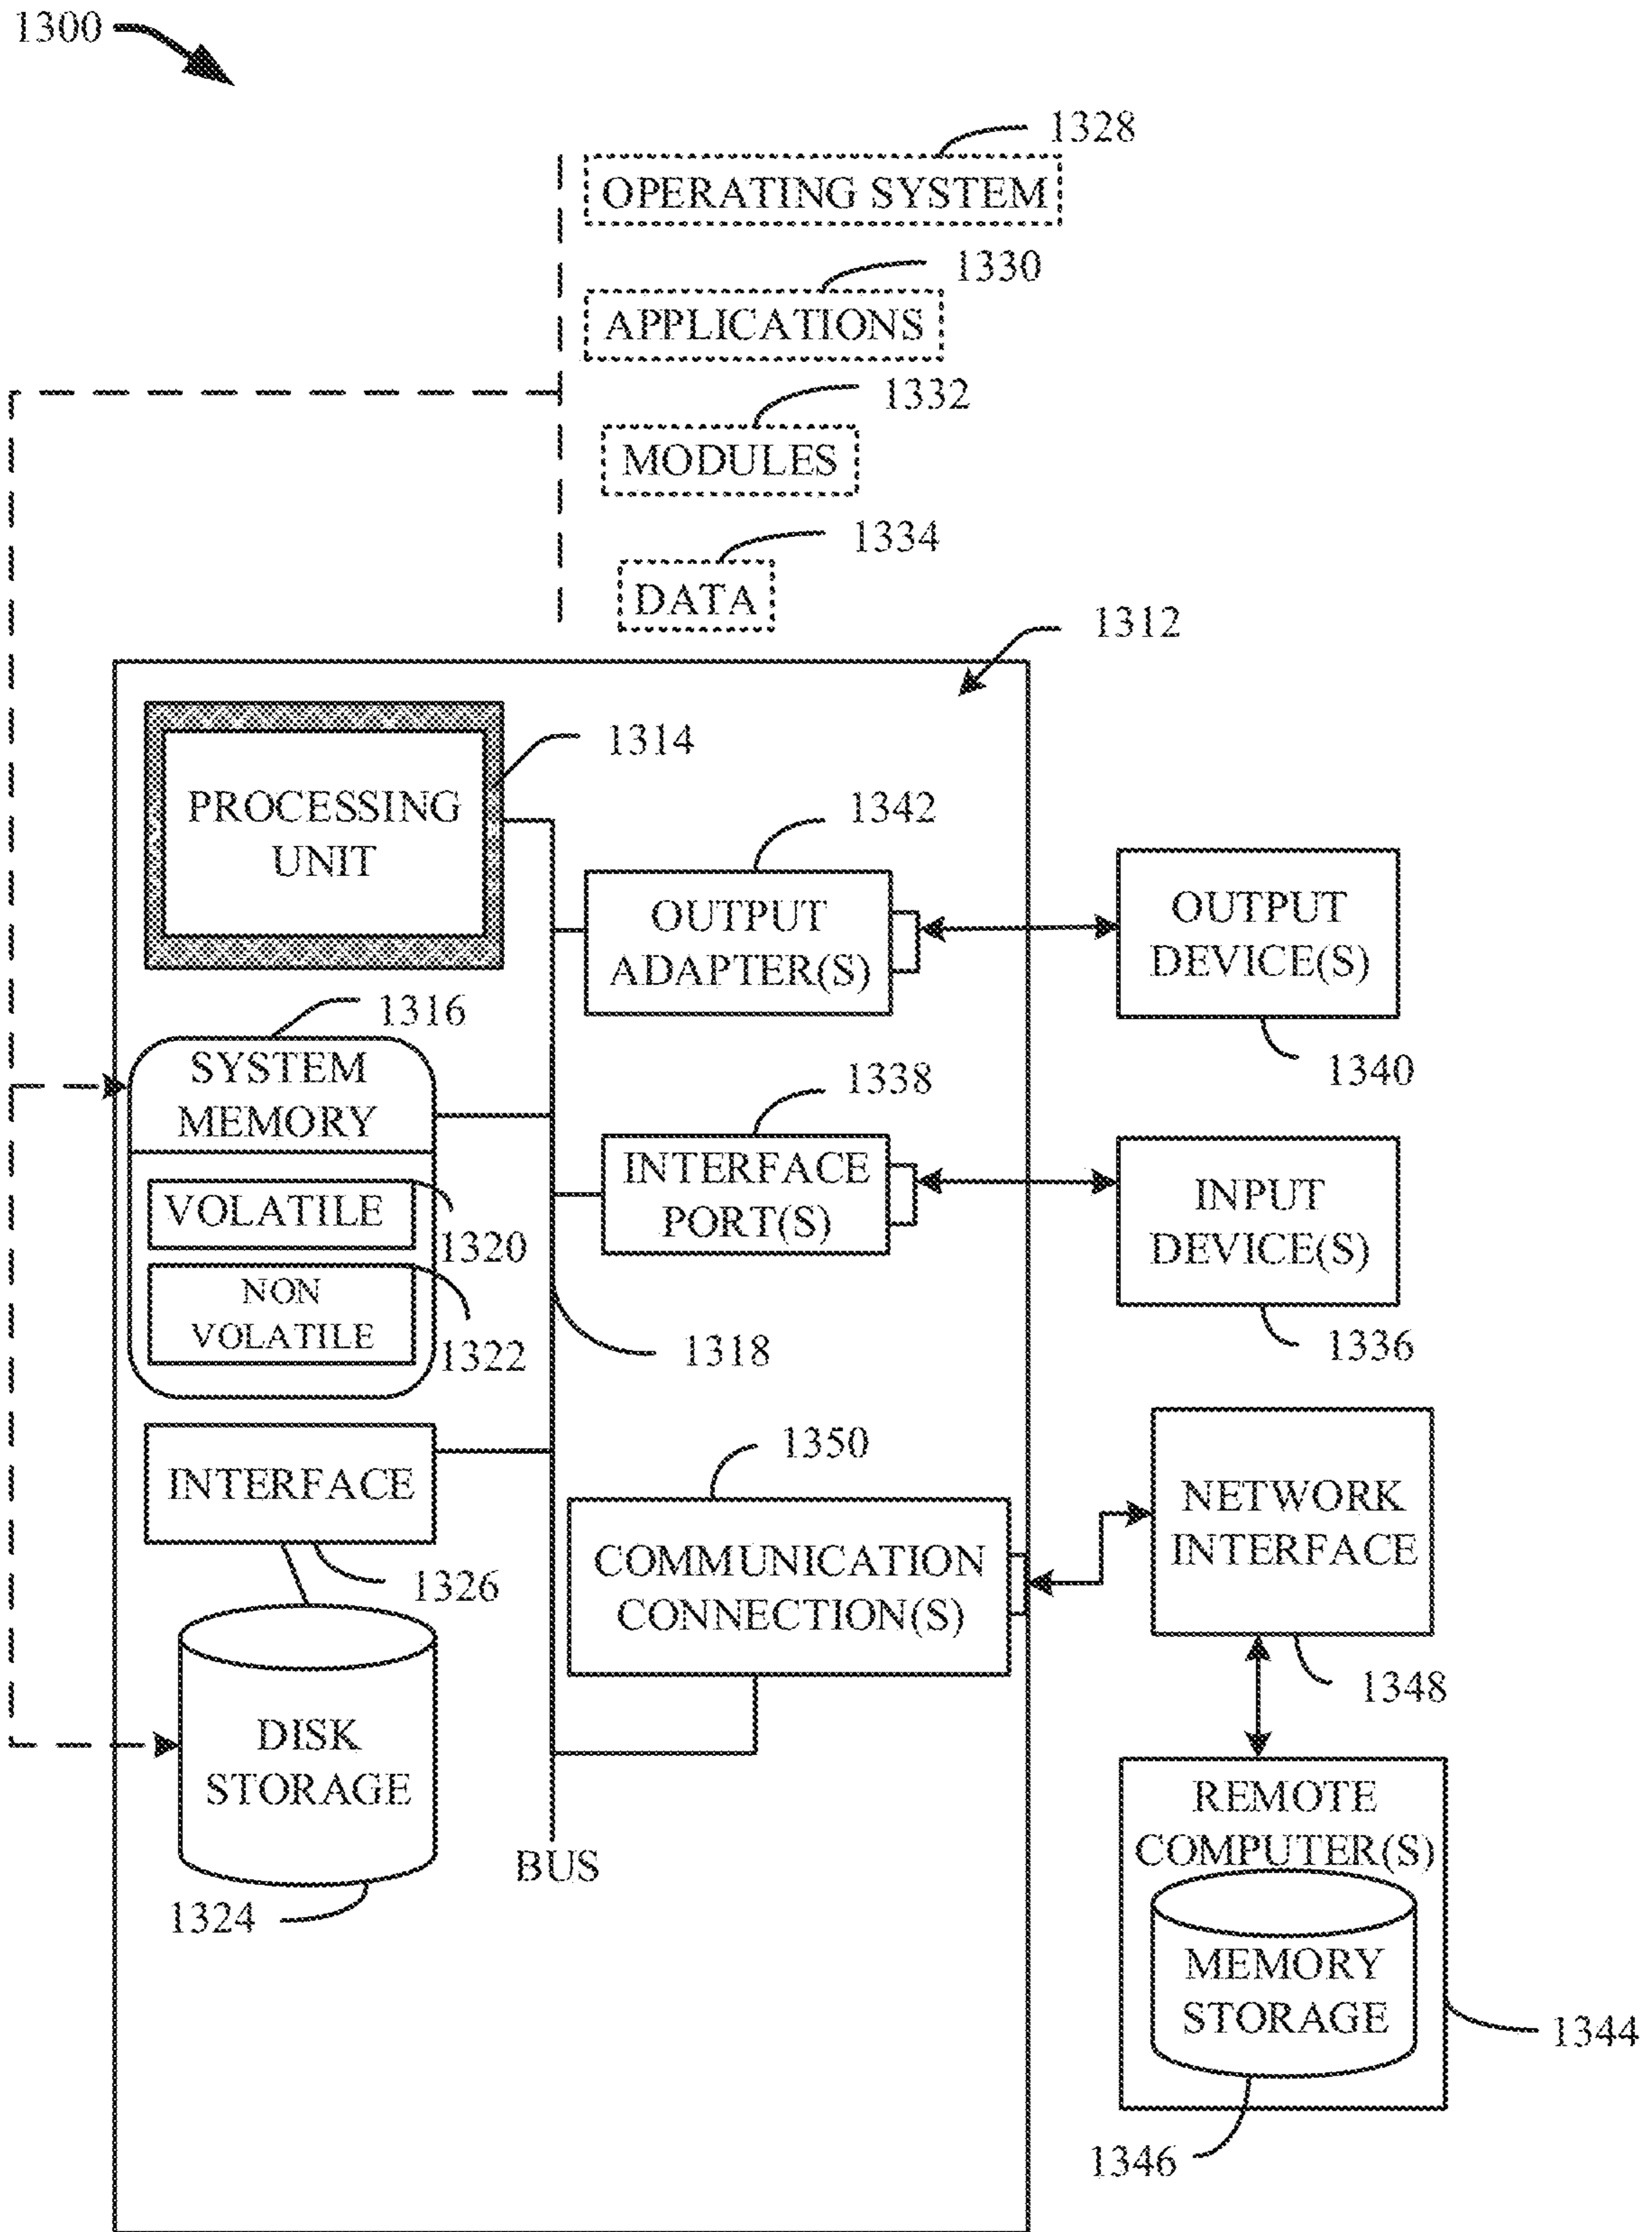 1300
1328
OPERATING SYSTEM
1330
APPLICATIONS
1332
MODULES
1334
DATA
1312
1314
PROCESSING
UNIT
1342
OUTPUT
ADAPTER(S)
OUTPUT
DEVICE(S)
1340
1316
SYSTEM
MEMORY
VOLATILE
1320
NON
VOLATILE
1322
1338
INTERFACE
PORT(S)
INPUT
DEVICE(S)
1336
1318
INTERFACE
1326
1350
COMMUNICATION
CONNECTION(S)
NETWORK
INTERFACE
1348
DISK
STORAGE
1324
BUS
REMOTE
COMPUTER(S)
MEMORY
STORAGE
1344
1346